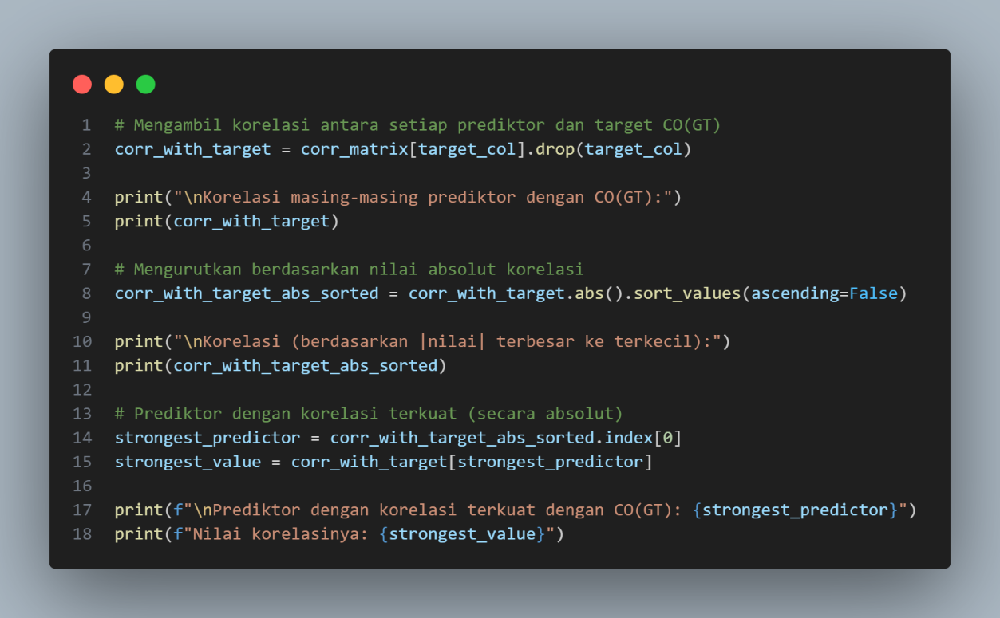 1 # Mengambil korelasi antara setiap prediktor dan target CO(GT)
2 corr_with_target = corr_matrix[target_col].drop(target_col)
3
4 print("\nKorelasi masing-masing prediktor dengan CO(GT):")
5 print(corr_with_target)
6
7 # Mengurutkan berdasarkan nilai absolut korelasi
8 corr_with_target_abs_sorted = corr_with_target.abs().sort_values(ascending=False)
9
10 print("\nKorelasi (berdasarkan |nilai| terbesar ke terkecil):")
11 print(corr_with_target_abs_sorted)
12
13 # Prediktor dengan korelasi terkuat (secara absolut)
14 strongest_predictor = corr_with_target_abs_sorted.index[0]
15 strongest_value = corr_with_target[strongest_predictor]
16
17 print(f"\nPrediktor dengan korelasi terkuat dengan CO(GT): {strongest_predictor}")
18 print(f"Nilai korelasinya: {strongest_value}")